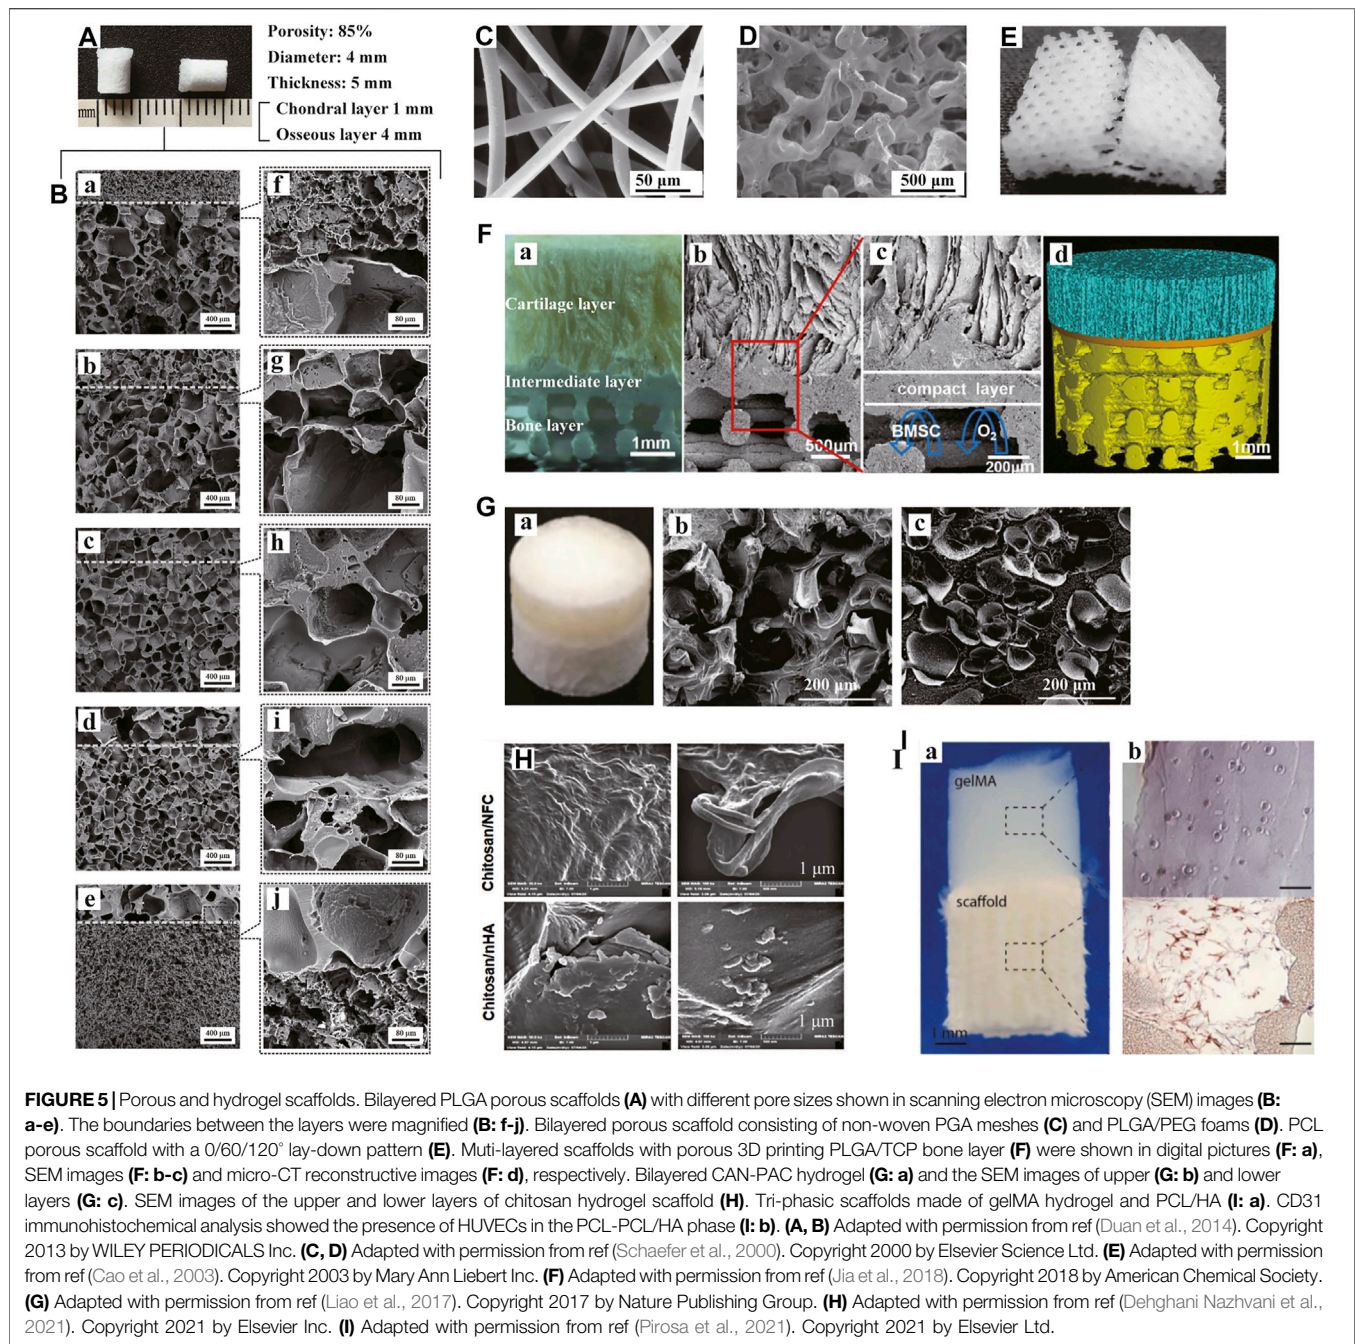 A
Porosity: 85%
Diameter: 4 mm
Thickness: 5 mm
Chondral layer 1 mm
Osseous layer 4 mm
mm
B
a
400 μm
f
80 μm
b
400 μm
g
80 μm
c
400 μm
h
80 μm
d
400 μm
i
80 μm
e
400 μm
j
80 μm
C
50 μm
D
500 μm
E
F
a
Cartilage layer
Intermediate layer
Bone layer
1mm
b
500μm
c
compact layer
BMSC
O2
200μm
d
1mm
G
a
b
200 μm
c
200 μm
H
Chitosan/NFC
1 μm
Chitosan/nHA
1 μm
I
I
a
gelMA
scaffold
1 mm
b
FIGURE 5 | Porous and hydrogel scaffolds. Bilayered PLGA porous scaffolds (A) with different pore sizes shown in scanning electron microscopy (SEM) images (B:
a-e). The boundaries between the layers were magnified (B: f-j). Bilayered porous scaffold consisting of non-woven PGA meshes (C) and PLGA/PEG foams (D). PCL
porous scaffold with a 0/60/120° lay-down pattern (E). Muti-layered scaffolds with porous 3D printing PLGA/TCP bone layer (F) were shown in digital pictures (F: a),
SEM images (F: b-c) and micro-CT reconstructive images (F: d), respectively. Bilayered CAN-PAC hydrogel (G: a) and the SEM images of upper (G: b) and lower
layers (G: c). SEM images of the upper and lower layers of chitosan hydrogel scaffold (H). Tri-phasic scaffolds made of gelMA hydrogel and PCL/HA (I: a). CD31
immunohistochemical analysis showed the presence of HUVECs in the PCL-PCL/HA phase (I: b). (A, B) Adapted with permission from ref (Duan et al., 2014). Copyright
2013 by WILEY PERIODICALS Inc. (C, D) Adapted with permission from ref (Schaefer et al., 2000). Copyright 2000 by Elsevier Science Ltd. (E) Adapted with permission
from ref (Cao et al., 2003). Copyright 2003 by Mary Ann Liebert Inc. (F) Adapted with permission from ref (Jia et al., 2018). Copyright 2018 by American Chemical Society.
(G) Adapted with permission from ref (Liao et al., 2017). Copyright 2017 by Nature Publishing Group. (H) Adapted with permission from ref (Dehghani Nazhvani et al.,
2021). Copyright 2021 by Elsevier Inc. (I) Adapted with permission from ref (Pirosa et al., 2021). Copyright 2021 by Elsevier Ltd.